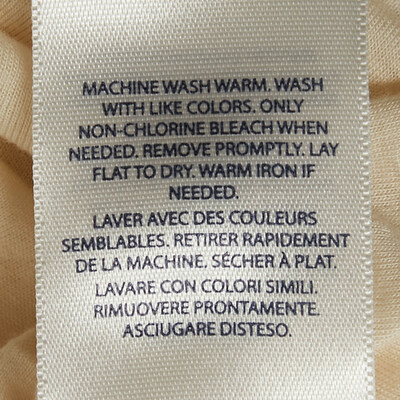 MACHINE WASH WARM. WASH
WITH LIKE COLORS. ONLY
NON-CHLORINE BLEACH WHEN
NEEDED. REMOVE PROMPTLY. LAY
FLAT TO DRY. WARM IRON IF
NEEDED.
LAVER AVEC DES COULEURS
SEMBLABLES. RETIRER RAPIDEMENT
DE LA MACHINE. SÉCHER À PLAT.
LAVARE CON COLORI SIMILI.
RIMUOVERE PRONTAMENTE.
ASCIUGARE DISTESO.